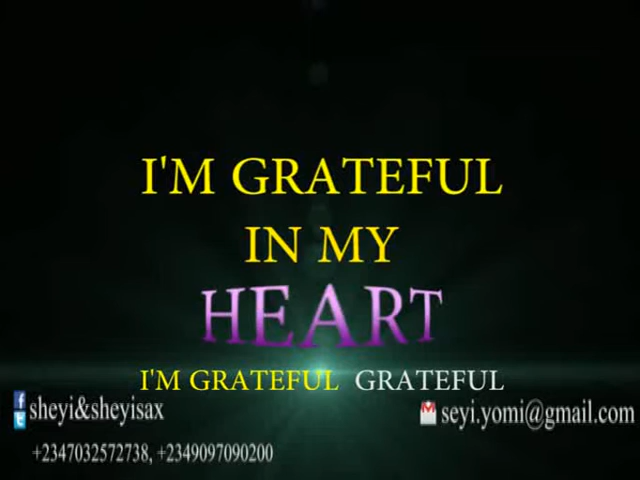 I'M GRATEFUL
IN MY
HEART
I'M GRATEFUL GRATEFUL
sheyi&sheyisax
seyi.yomi@gmail.com
+2347032572738, +2349097090200